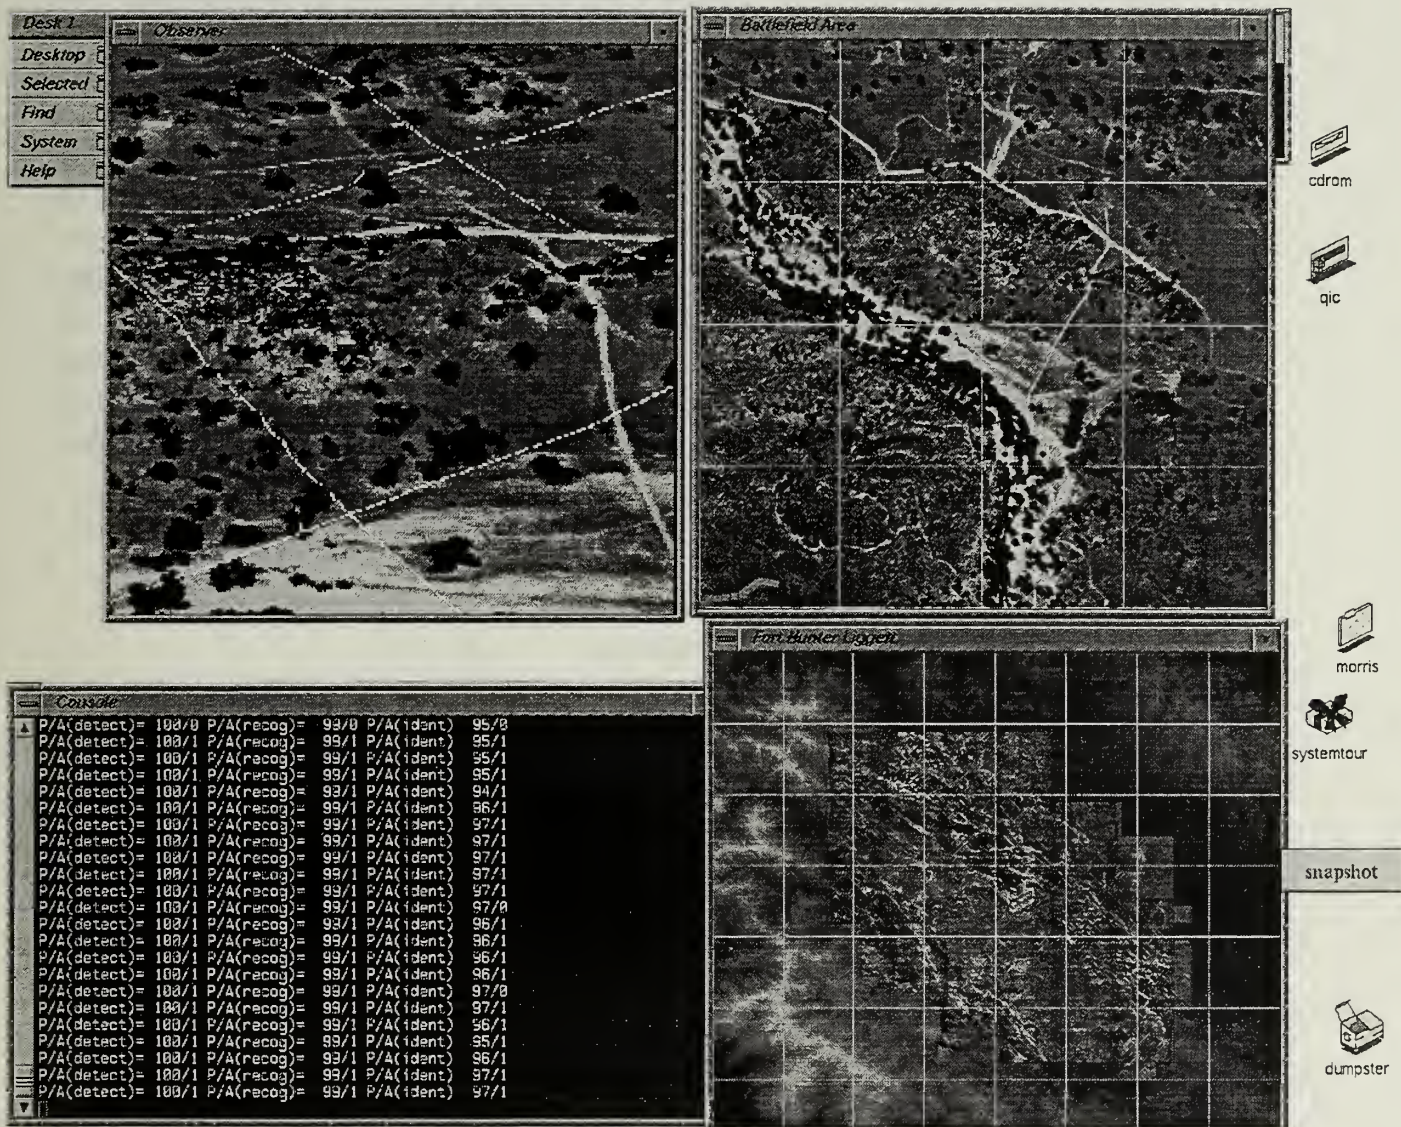 Desk 1
Desktop
Selected
Find
System
Help
Observer
Battlefield Area
cdrom
qic
morris
systemtour
snapshot
dumpster
Fort Hunter Liggett
Console
P/A(detect)= 100/0 P/A(recog)= 99/0 P/A(ident) 95/0
P/A(detect)= 100/1 P/A(recog)= 99/1 P/A(ident) 95/1
P/A(detect)= 100/1 P/A(recog)= 99/1 P/A(ident) 95/1
P/A(detect)= 100/1 P/A(recog)= 99/1 P/A(ident) 95/1
P/A(detect)= 100/1 P/A(recog)= 99/1 P/A(ident) 94/1
P/A(detect)= 100/1 P/A(recog)= 99/1 P/A(ident) 96/1
P/A(detect)= 100/1 P/A(recog)= 99/1 P/A(ident) 97/1
P/A(detect)= 100/1 P/A(recog)= 99/1 P/A(ident) 97/1
P/A(detect)= 100/1 P/A(recog)= 99/1 P/A(ident) 97/1
P/A(detect)= 100/1 P/A(recog)= 99/1 P/A(ident) 97/1
P/A(detect)= 100/1 P/A(recog)= 99/1 P/A(ident) 97/1
P/A(detect)= 100/1 P/A(recog)= 99/1 P/A(ident) 97/0
P/A(detect)= 100/1 P/A(recog)= 99/1 P/A(ident) 96/1
P/A(detect)= 100/1 P/A(recog)= 99/1 P/A(ident) 96/1
P/A(detect)= 100/1 P/A(recog)= 99/1 P/A(ident) 96/1
P/A(detect)= 100/1 P/A(recog)= 99/1 P/A(ident) 96/1
P/A(detect)= 100/1 P/A(recog)= 99/1 P/A(ident) 97/0
P/A(detect)= 100/1 P/A(recog)= 99/1 P/A(ident) 97/1
P/A(detect)= 100/1 P/A(recog)= 99/1 P/A(ident) 96/1
P/A(detect)= 100/1 P/A(recog)= 99/1 P/A(ident) 95/1
P/A(detect)= 100/1 P/A(recog)= 99/1 P/A(ident) 96/1
P/A(detect)= 100/1 P/A(recog)= 99/1 P/A(ident) 97/1
P/A(detect)= 100/1 P/A(recog)= 99/1 P/A(ident) 97/1